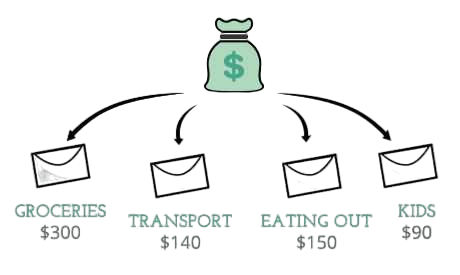 $
GROCERIES
$300
TRANSPORT
$140
EATING OUT
$150
KIDS
$90